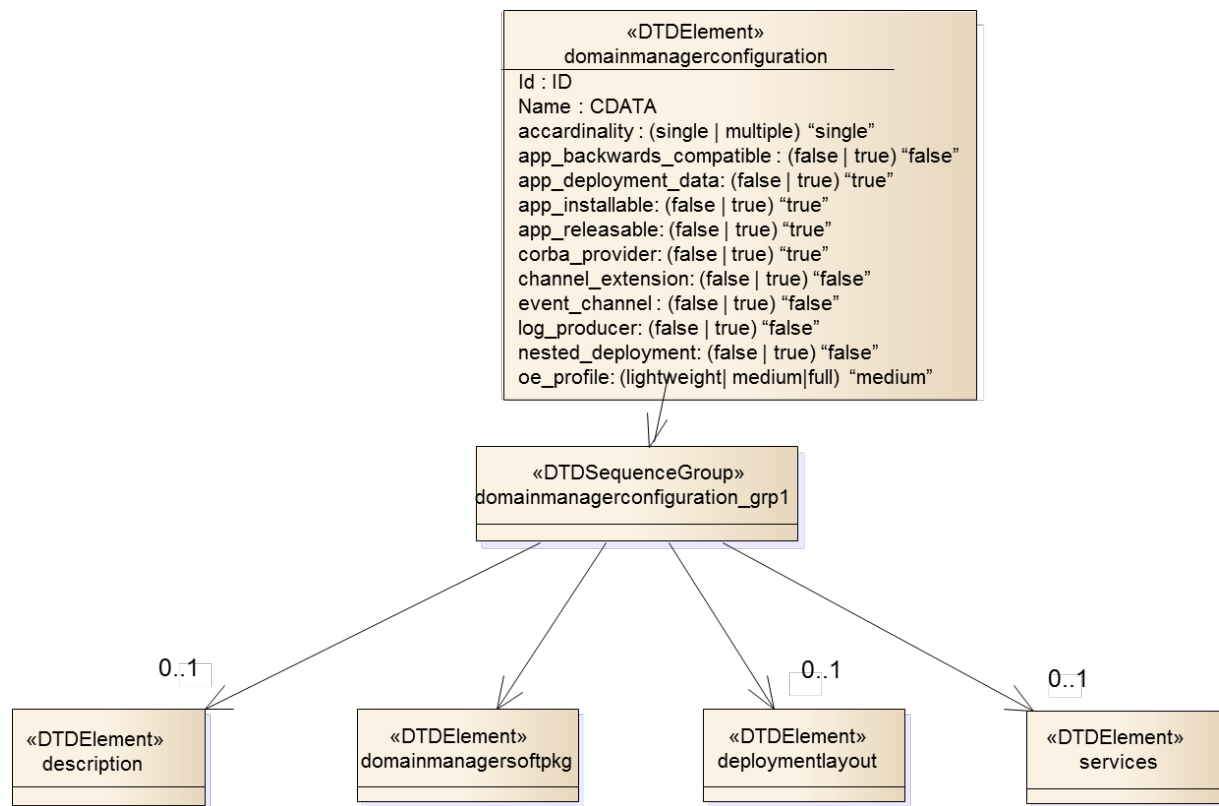 «DTDElement»
domainmanagerconfiguration
Id : ID
Name : CDATA
accardinality : (single | multiple) “single”
app_backwards_compatible : (false | true) “false”
app_deployment_data: (false | true) “true”
app_installable: (false | true) “true”
app_releasable: (false | true) “true”
corba_provider: (false | true) “true”
channel_extension: (false | true) “false”
event_channel : (false | true) “false”
log_producer: (false | true) “false”
nested_deployment: (false | true) “false”
oe_profile: (lightweight| medium|full) “medium”
«DTDSequenceGroup»
domainmanagerconfiguration_grp1
0..1
0..1
0..1
«DTDElement»
description
«DTDElement»
domainmanagersoftpkg
«DTDElement»
deploymentlayout
«DTDElement»
services